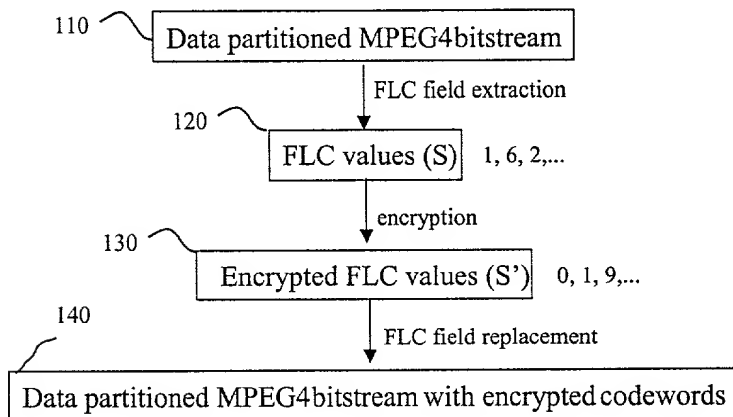 110
Data partitioned MPEG4bitstream
FLC field extraction
120
FLC values (S) 1, 6, 2,...
encryption
130
Encrypted FLC values (S’) 0, 1, 9,...
FLC field replacement
140
Data partitioned MPEG4bitstream with encrypted codewords